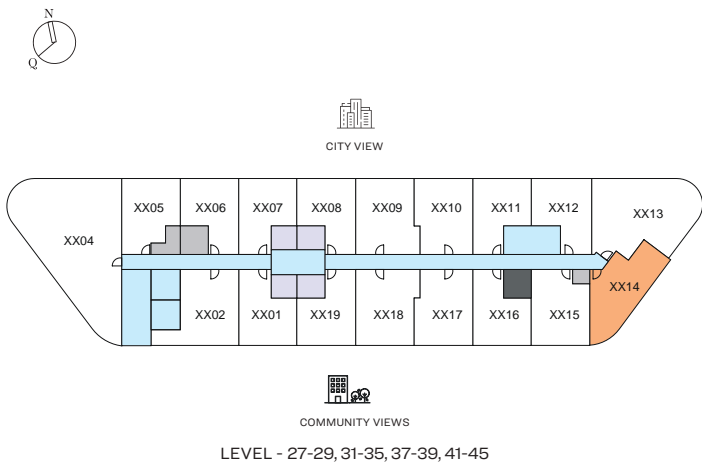 N
Q
CITY VIEW
XX05 XX06 XX07 XX08 XX09 XX10 XX11 XX12 XX13
XX04
XX14
XX02 XX01 XX19 XX18 XX17 XX16 XX15
COMMUNITY VIEWS
LEVEL - 27-29, 31-35, 37-39, 41-45